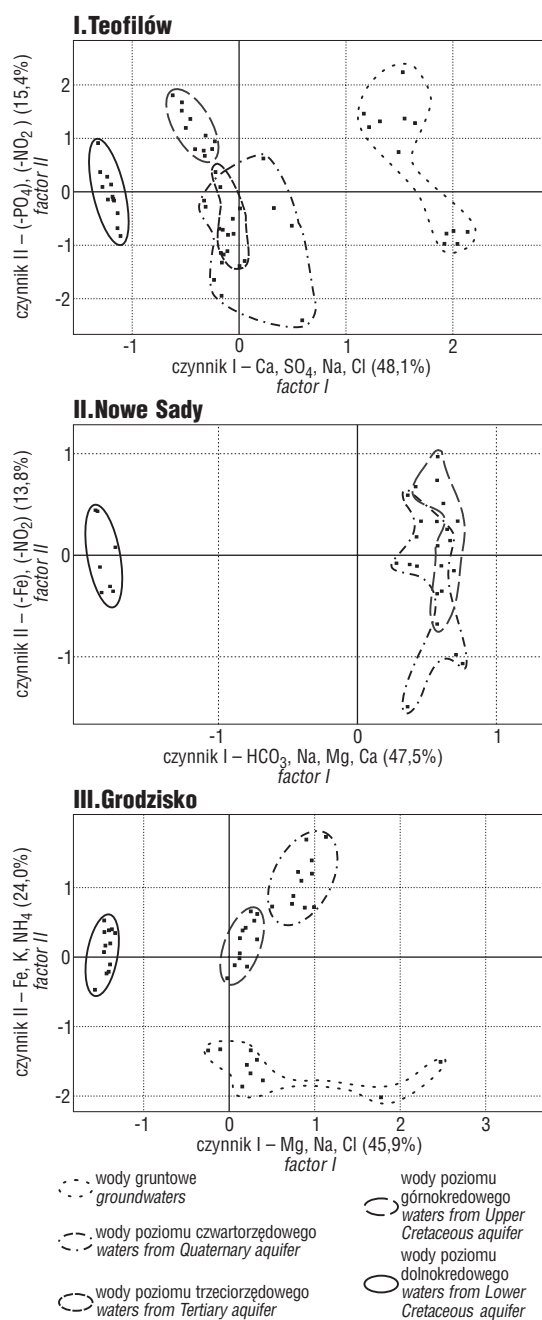 I.Teofilów
czynnik II – (-PO4), (-NO2 ) (15,4%)
factor II
2
1
0
-1
-2
-1
0
1
2
czynnik I – Ca, SO4, Na, Cl (48,1%)
factor I
II.Nowe Sady
czynnik II – (-Fe), (-NO2) (13,8%)
factor II
1
0
-1
-1
0
1
czynnik I – HCO3, Na, Mg, Ca (47,5%)
factor I
III.Grodzisko
czynnik II – Fe, K, NH4 (24,0%)
factor II
1
0
-1
-2
-1
0
1
2
3
czynnik I – Mg, Na, Cl (45,9%)
factor I
wody gruntowe
groundwaters
wody poziomu czwartorzędowego
waters from Quaternary aquifer
wody poziomu trzeciorzędowego
waters from Tertiary aquifer
wody poziomu
górnokredowego
waters from Upper
Cretaceous aquifer
wody poziomu
dolnokredowego
waters from Lower
Cretaceous aquifer